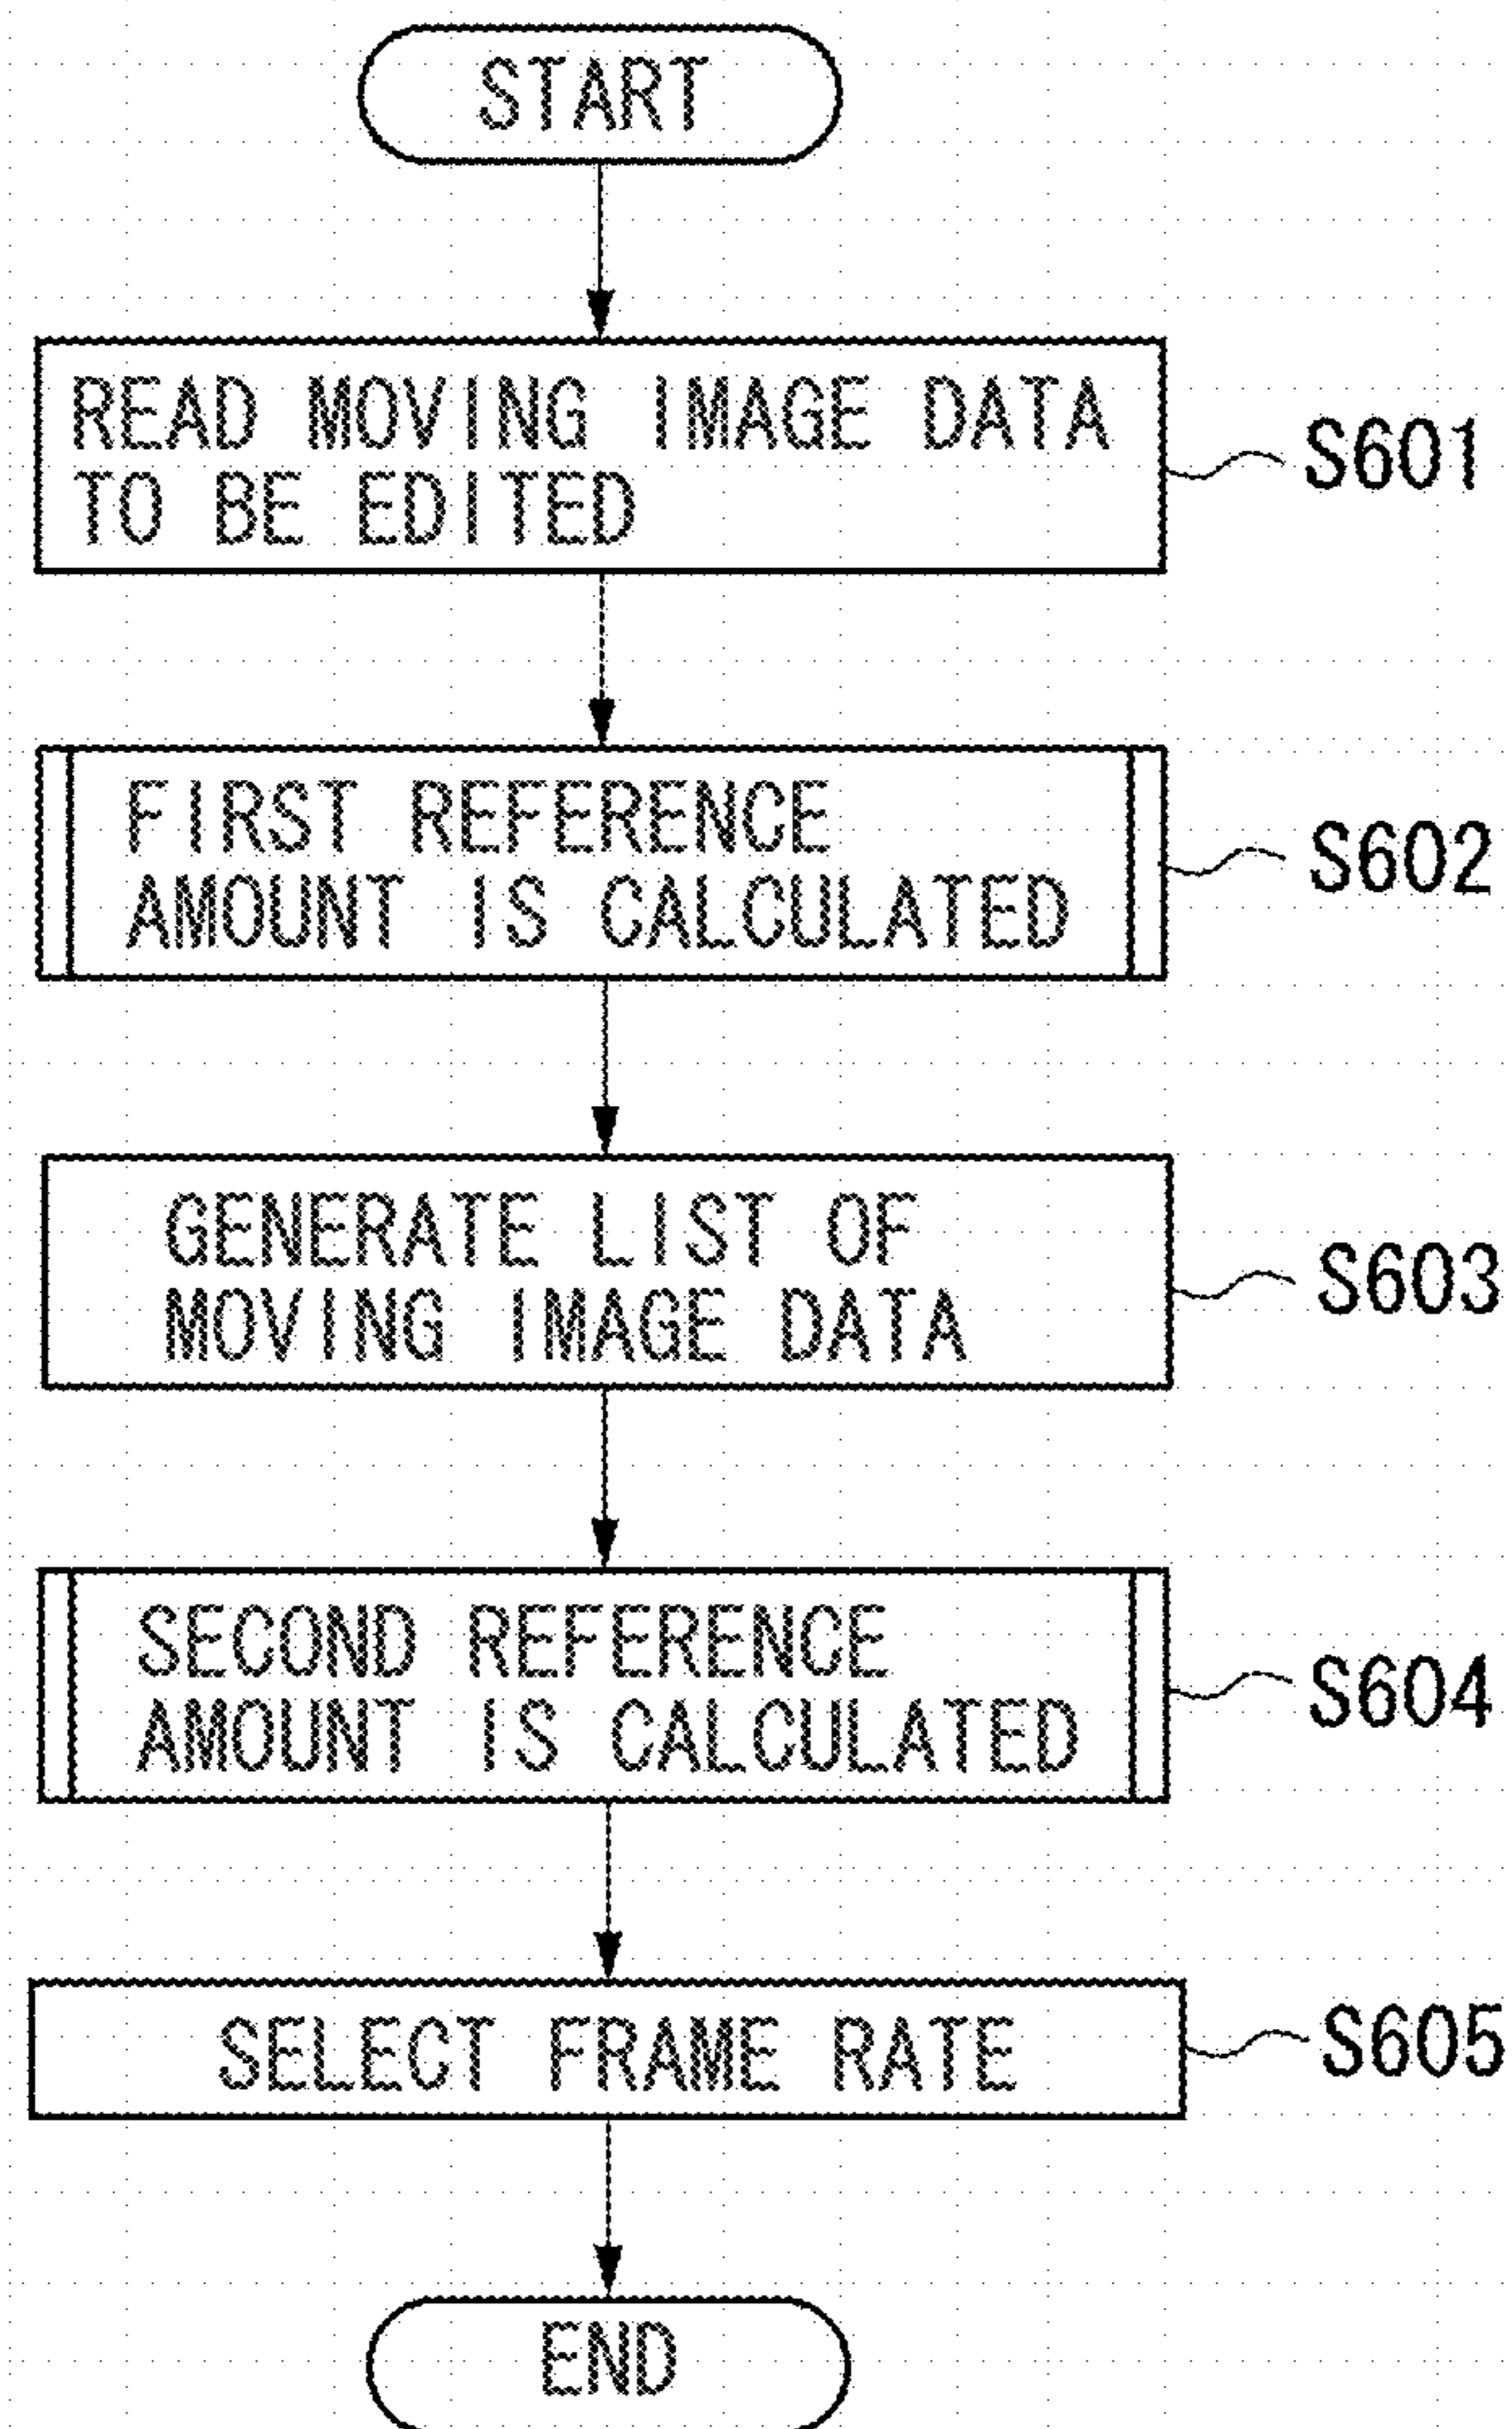 START
READ MOVING IMAGE DATA
TO BE EDITED
S601
FIRST REFERENCE
AMOUNT IS CALCULATED
S602
GENERATE LIST OF
MOVING IMAGE DATA
S603
SECOND REFERENCE
AMOUNT IS CALCULATED
S604
SELECT FRAME RATE
S605
END